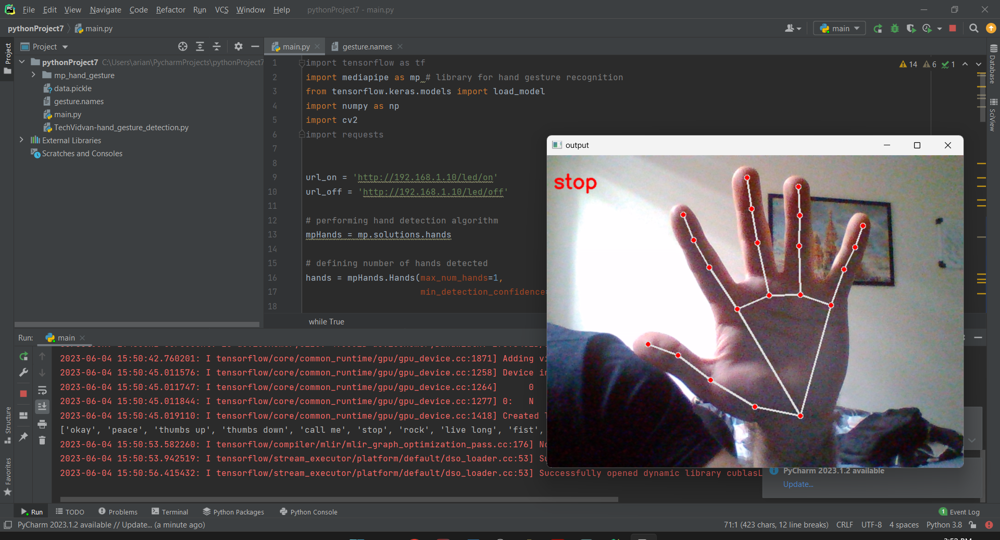 File Edit View Navigate Code Refactor Run VCS Window Help pythonProject7 - main.py
pythonProject7 main.py main
Project main.py gesture.names
pythonProject7 C:\Users\arian\PycharmProjects\pythonProject7
mp_hand_gesture
data.pickle
gesture.names
main.py
TechVidvan-hand_gesture_detection.py
External Libraries
Scratches and Consoles
Project
Structure
Favorites
14 6 1
1 import tensorflow as tf
2 import mediapipe as mp # library for hand gesture recognition
3 from tensorflow.keras.models import load_model
4 import numpy as np
5 import cv2
6 import requests
7
8
9 url_on = 'http://192.168.1.10/led/on'
10 url_off = 'http://192.168.1.10/led/off'
11
12 # performing hand detection algorithm
13 mpHands = mp.solutions.hands
14
15 # defining number of hands detected
16 hands = mpHands.Hands(max_num_hands=1,
17 min_detection_confidence=
18
while True
Database
SciView
output
stop
Run: main
2023-06-04 15:50:42.760201: I tensorflow/core/common_runtime/gpu/gpu_device.cc:1871] Adding vi
2023-06-04 15:50:45.011576: I tensorflow/core/common_runtime/gpu/gpu_device.cc:1258] Device in
2023-06-04 15:50:45.011747: I tensorflow/core/common_runtime/gpu/gpu_device.cc:1264] 0
2023-06-04 15:50:45.011844: I tensorflow/core/common_runtime/gpu/gpu_device.cc:1277] 0: N
2023-06-04 15:50:45.019110: I tensorflow/core/common_runtime/gpu/gpu_device.cc:1418] Created T
['okay', 'peace', 'thumbs up', 'thumbs down', 'call me', 'stop', 'rock', 'live long', 'fist',
2023-06-04 15:50:53.582260: I tensorflow/compiler/mlir/mlir_graph_optimization_pass.cc:176] No
2023-06-04 15:50:53.942519: I tensorflow/stream_executor/platform/default/dso_loader.cc:53] Su
2023-06-04 15:50:56.415432: I tensorflow/stream_executor/platform/default/dso_loader.cc:53] Successfully opened dynamic library cublasL
PyCharm 2023.1.2 available
Update...
Run TODO Problems Terminal Python Packages Python Console 1 Event Log
PyCharm 2023.1.2 available // Update... (a minute ago) 71:1 (423 chars, 12 line breaks) CRLF UTF-8 4 spaces Python 3.8